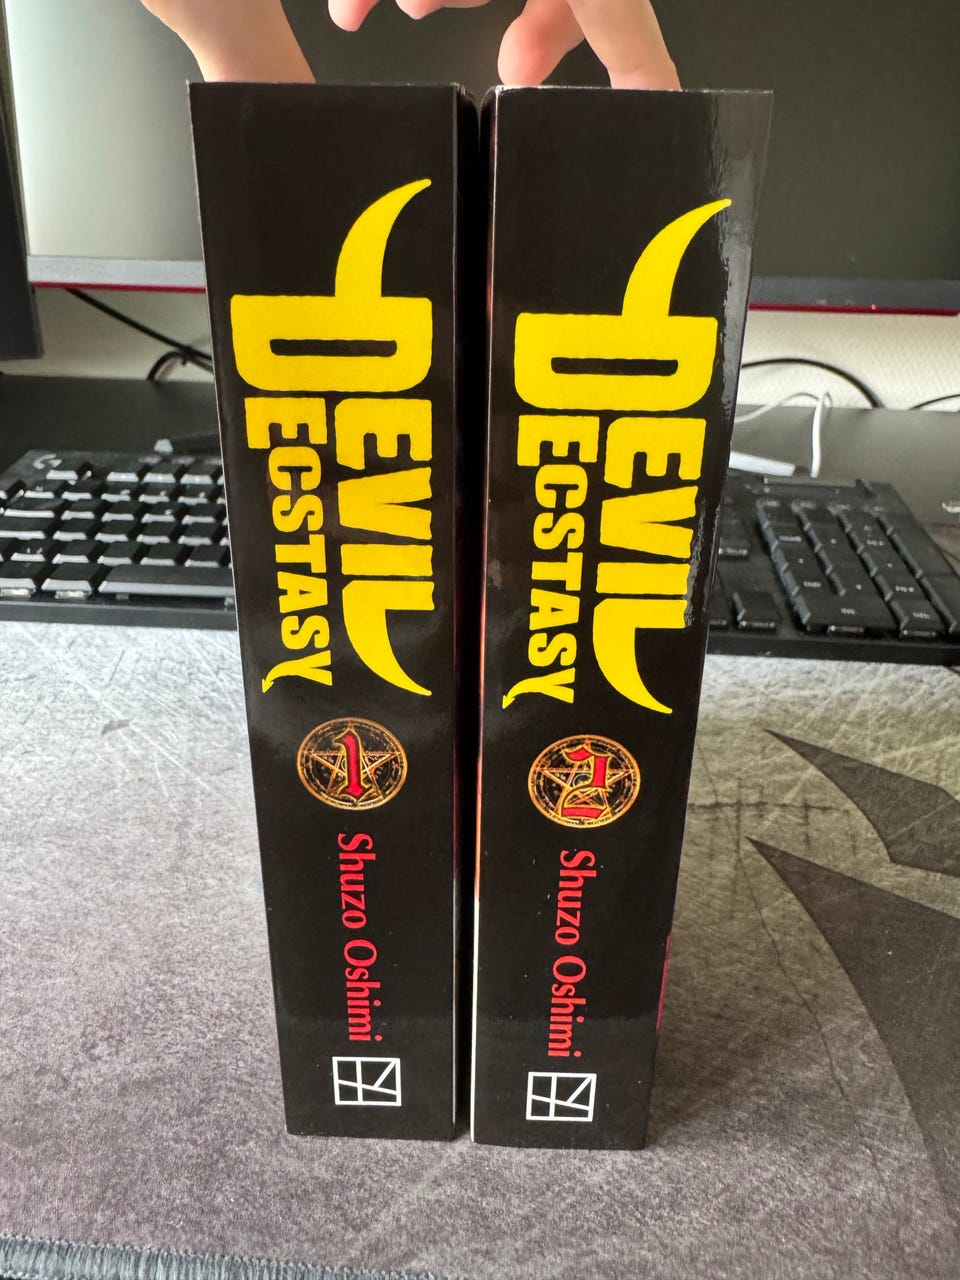 DEVIL
ECSTASY
1
Shuzo Oshimi
DEVIL
ECSTASY
2
Shuzo Oshimi